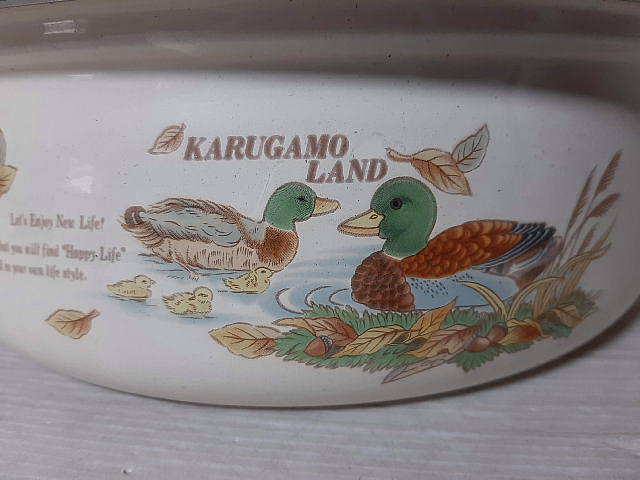 KARUGAMO
LAND
Let's Enjoy New Life!
you will find "Happy-Life"
in your own life style.